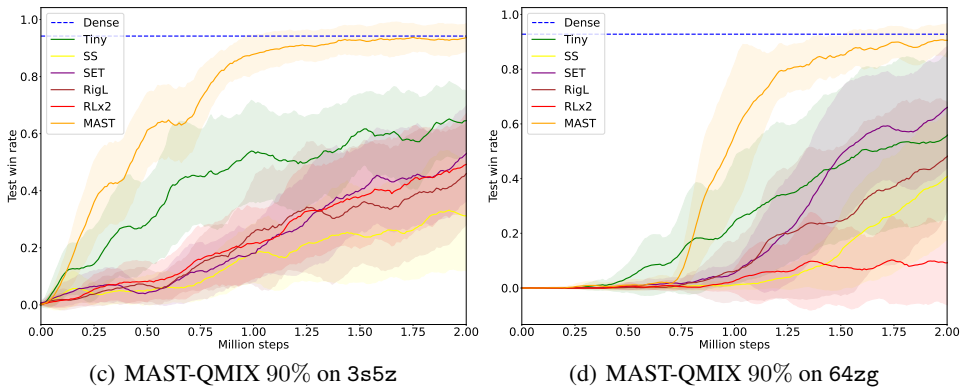 1.0
0.8
0.6
0.4
0.2
0.0
Test win rate
Dense
Tiny
SS
SET
RigL
RLx2
MAST
0.00 0.25 0.50 0.75 1.00 1.25 1.50 1.75 2.00
Million steps
(c) MAST-QMIX 90% on 3s5z
1.0
0.8
0.6
0.4
0.2
0.0
Test win rate
Dense
Tiny
SS
SET
RigL
RLx2
MAST
0.00 0.25 0.50 0.75 1.00 1.25 1.50 1.75 2.00
Million steps
(d) MAST-QMIX 90% on 64zg